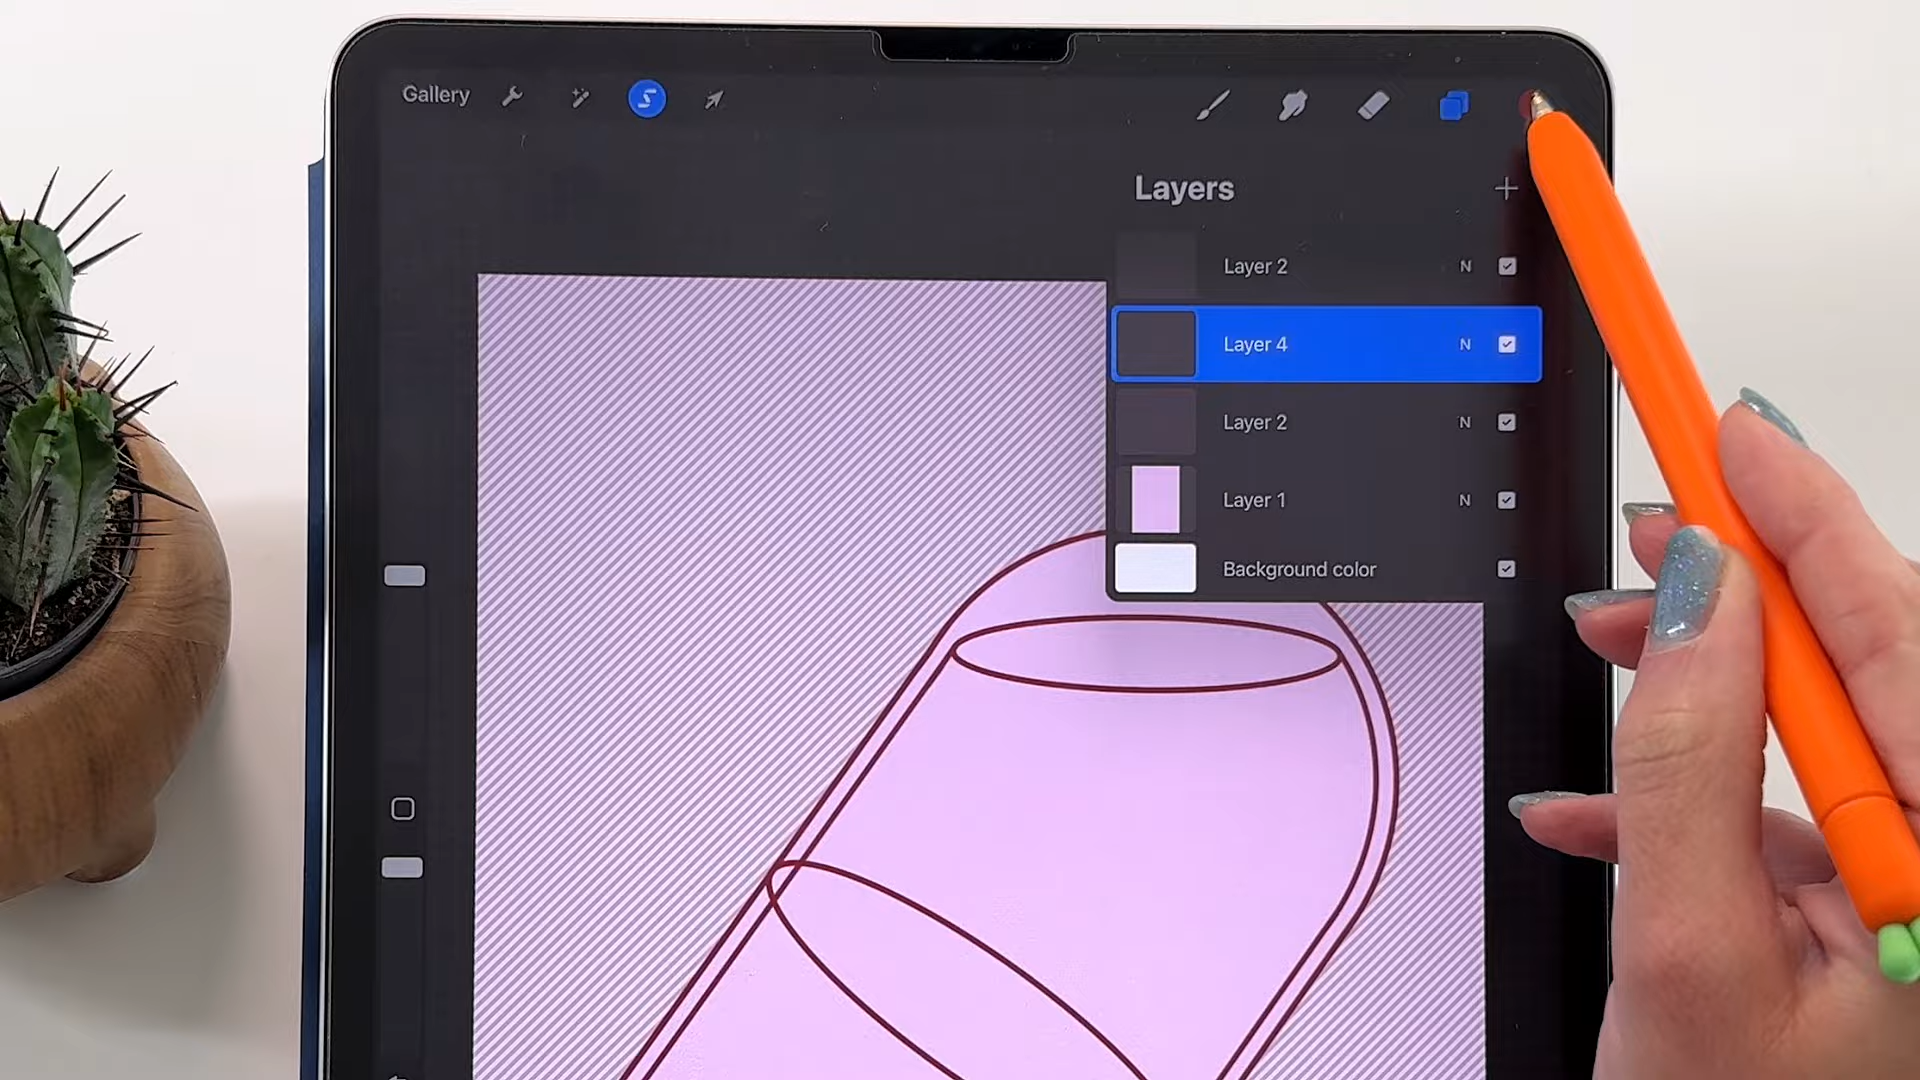 Gallery
Layers
Layer 2 N
Layer 4 N
Layer 2 N
Layer 1 N
Background color